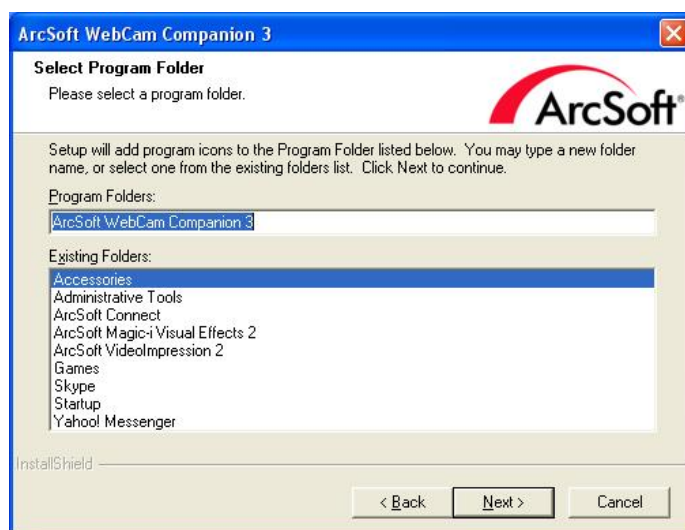 ArcSoft WebCam Companion 3
Select Program Folder
Please select a program folder.
ArcSoft®
Setup will add program icons to the Program Folder listed below. You may type a new folder
name, or select one from the existing folders list. Click Next to continue.
Program Folders:
ArcSoft WebCam Companion 3
Existing Folders:
Accessories
Administrative Tools
ArcSoft Connect
ArcSoft Magic-i Visual Effects 2
ArcSoft VideoImpression 2
Games
Skype
Startup
Yahoo! Messenger
InstallShield
< Back
Next >
Cancel